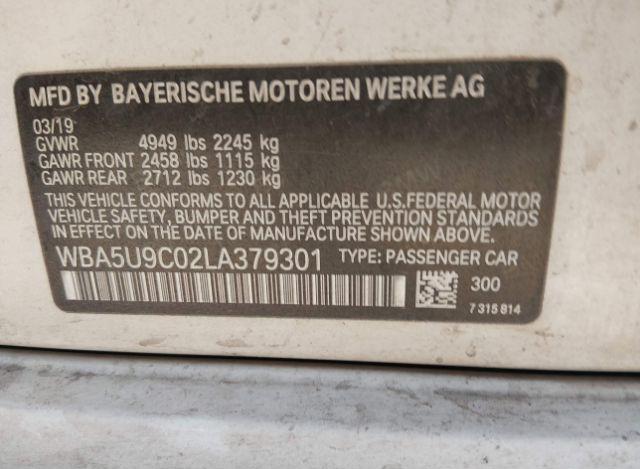 MFD BY BAYERISCHE MOTOREN WERKE AG
03/19
GVWR 4949 lbs 2245 kg
GAWR FRONT 2458 lbs 1115 kg
GAWR REAR 2712 lbs 1230 kg
THIS VEHICLE CONFORMS TO ALL APPLICABLE U.S.FEDERAL MOTOR
VEHICLE SAFETY, BUMPER AND THEFT PREVENTION STANDARDS
IN EFFECT ON THE DATE OF MANUFACTURE SHOWN ABOVE.
WBA5U9C02LA379301 TYPE: PASSENGER CAR
300
7 315 814